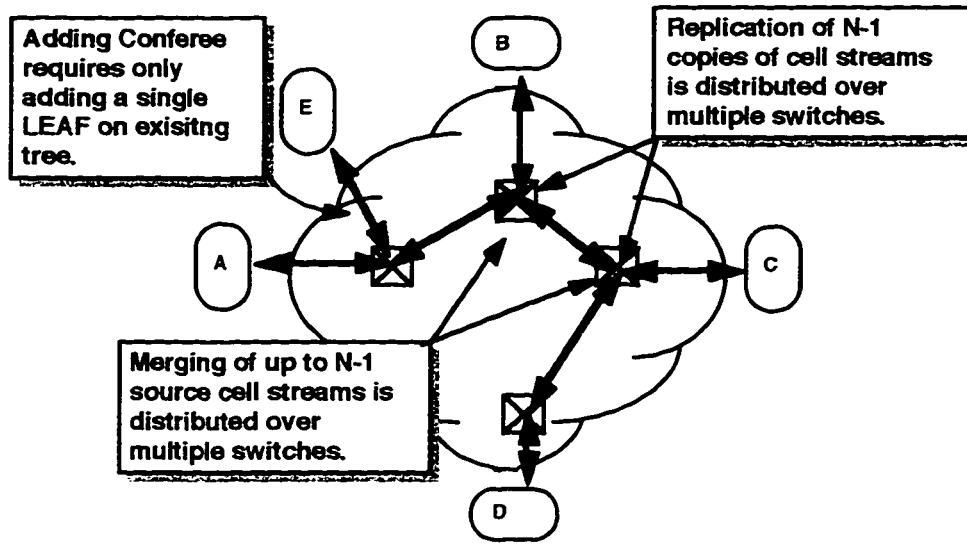 Adding Conferee
requires only
adding a single
LEAF on exisitng
tree.
E
B
Replication of N-1
copies of cell streams
is distributed over
multiple switches.
A
C
Merging of up to N-1
source cell streams is
distributed over
multiple switches.
D